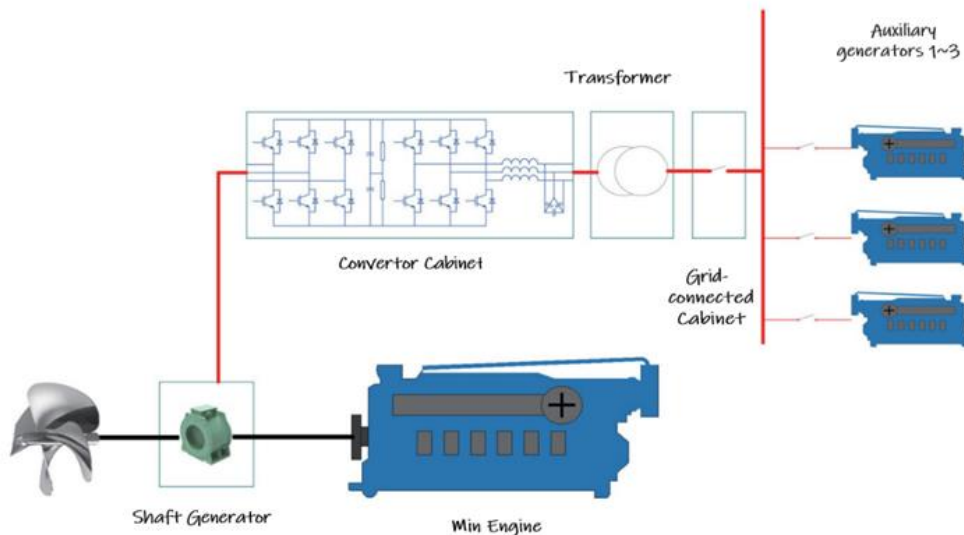 Auxiliary
generators 1~3
Transformer
Convertor Cabinet
Grid-
connected
Cabinet
Shaft Generator
Min Engine